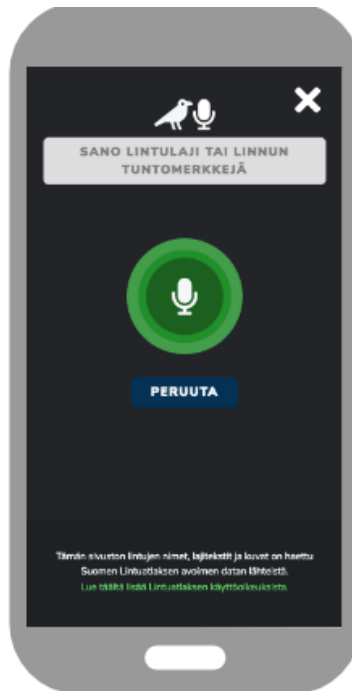 SANO LINTULAJI TAI LINNUN
TUNTOMERKKEJÄ
PERUUTA
Tämän sivuston lintujen nimet, lajitekstit ja kuvat on haettu
Suomen Lintuatlaksen avoimen datan lähteistä.
Lue täältä lisää Lintuatlaksen käyttöoikeuksista.